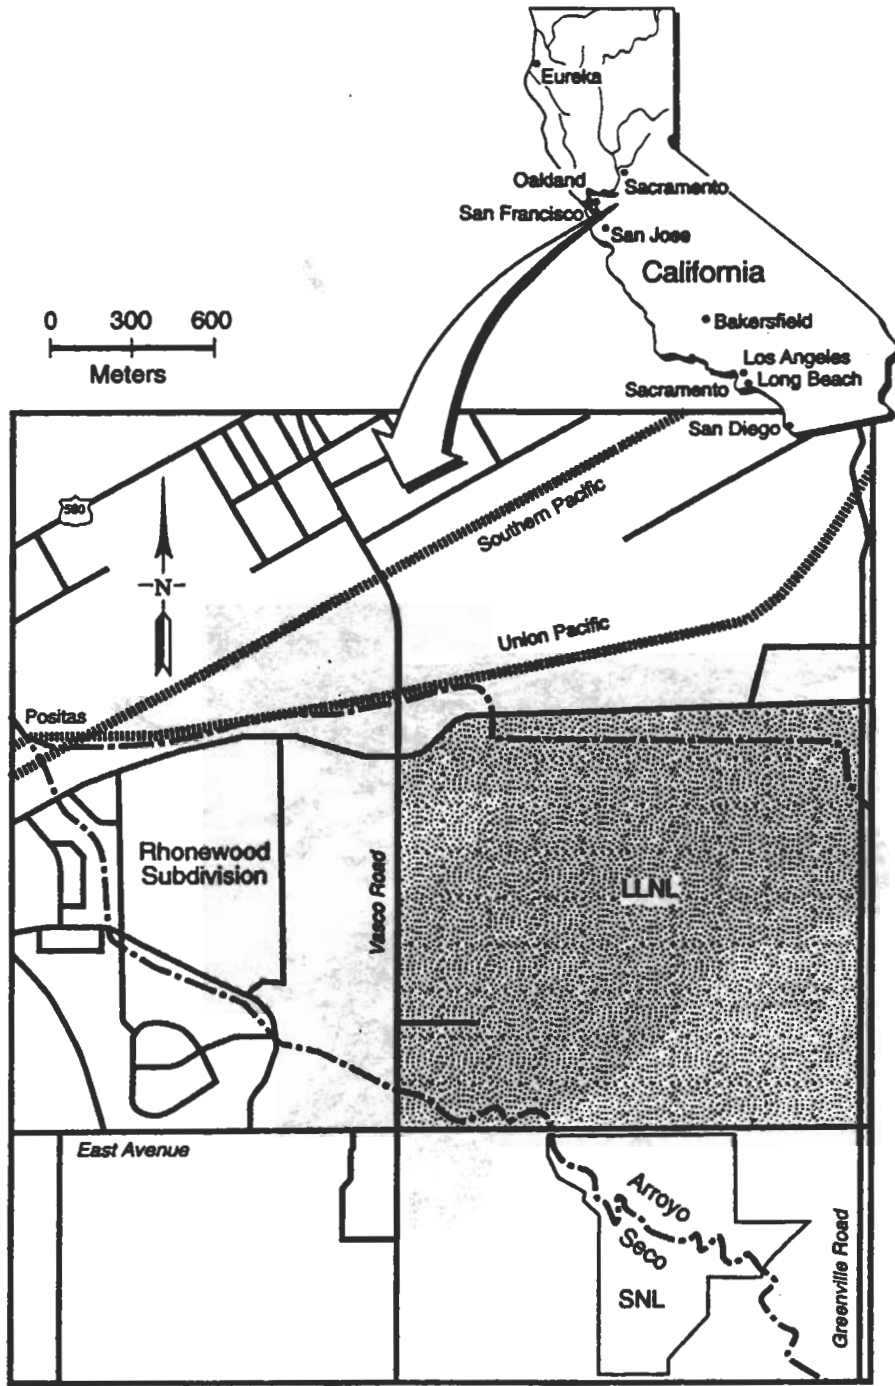 Eureka
Oakland
Sacramento
San Francisco
San Jose
California
Bakersfield
Los Angeles
Sacramento
Long Beach
San Diego
0 300 600
Meters
580
N
Southern Pacific
Union Pacific
Positas
Rhonewood
Subdivision
Vasco Road
LLNL
East Avenue
Arroyo
Seco
SNL
Greenville Road